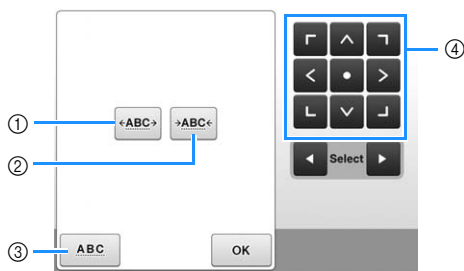 ④
① ←ABC→ →ABC←
② Select
③ ABC OK